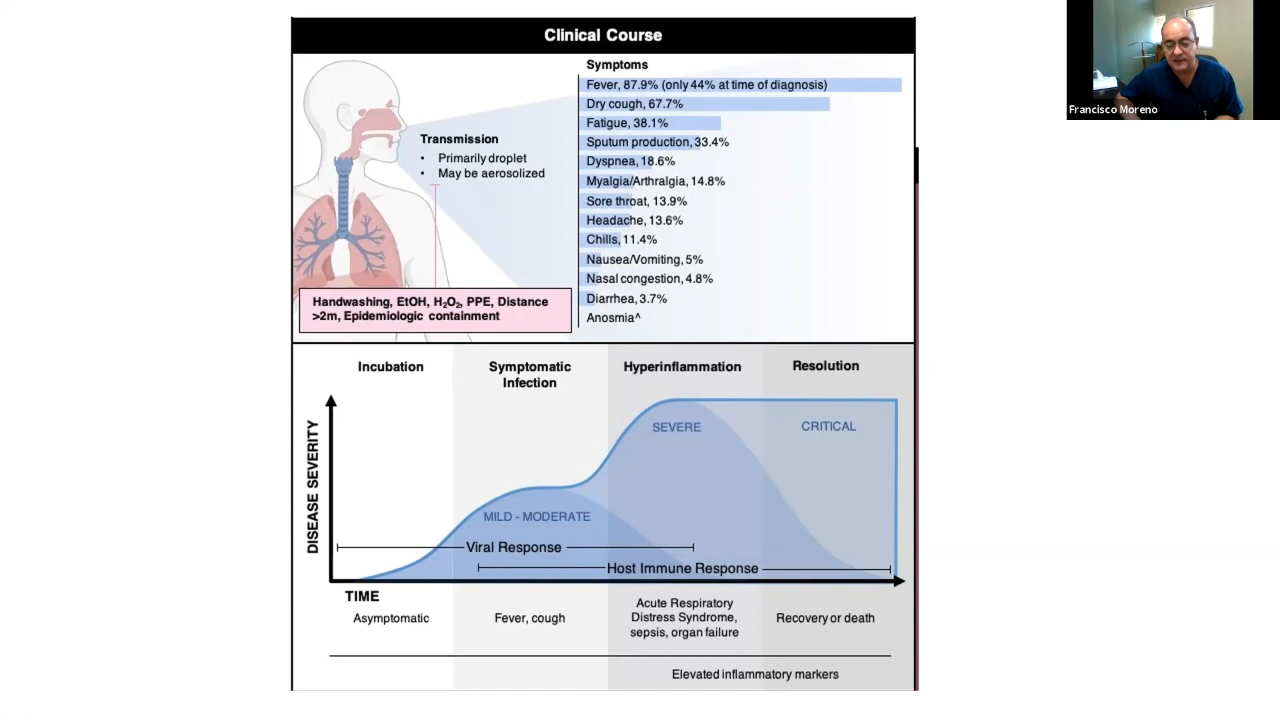 Clinical Course
Francisco Moreno
Symptoms
Fever, 87.9% (only 44% at time of diagnosis)
Dry cough, 67.7%
Fatigue, 38.1%
Sputum production, 33.4%
Dyspnea, 18.6%
Myalgia/Arthralgia, 14.8%
Sore throat, 13.9%
Headache, 13.6%
Chills, 11.4%
Nausea/Vomiting, 5%
Nasal congestion, 4.8%
Diarrhea, 3.7%
Anosmia^
Transmission
• Primarily droplet
• May be aerosolized
Handwashing, EtOH, H₂O₂, PPE, Distance
>2m, Epidemiologic containment
Incubation
Symptomatic
Infection
Hyperinflammation
Resolution
DISEASE SEVERITY
SEVERE
CRITICAL
MILD - MODERATE
Viral Response
Host Immune Response
TIME
Asymptomatic
Fever, cough
Acute Respiratory
Distress Syndrome,
sepsis, organ failure
Recovery or death
Elevated inflammatory markers